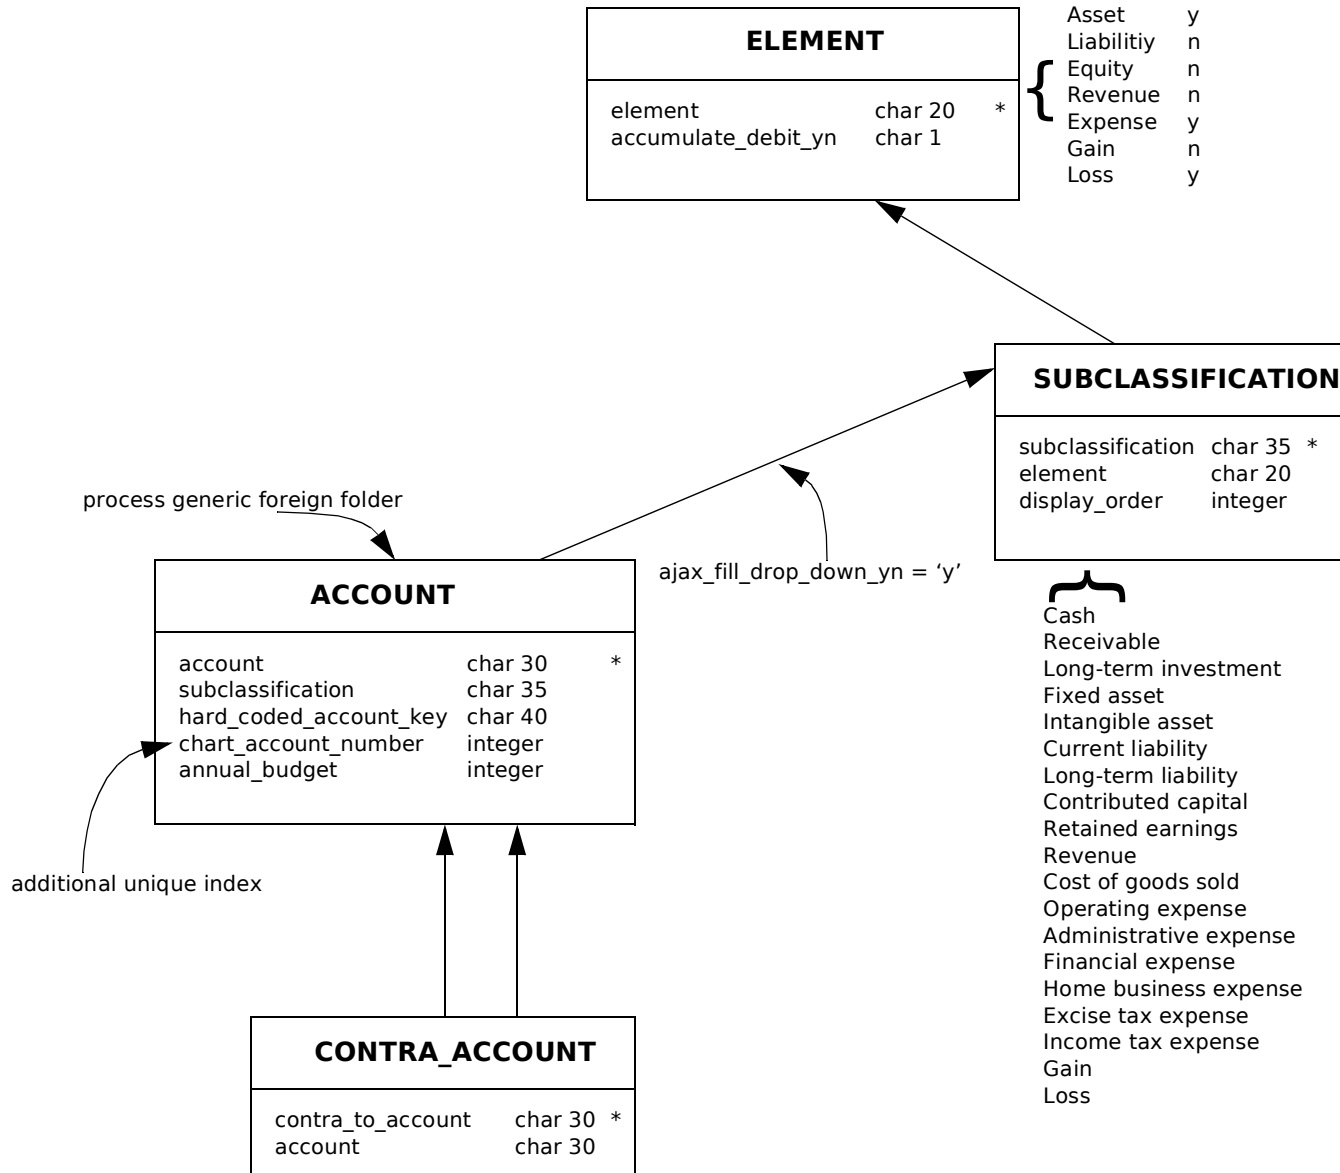 ELEMENT
element char 20 *
accumulate_debit_yn char 1
{
Asset y
Liabilitiy n
Equity n
Revenue n
Expense y
Gain n
Loss y
SUBCLASSIFICATION
subclassification char 35 *
element char 20
display_order integer
{
Cash
Receivable
Long-term investment
Fixed asset
Intangible asset
Current liability
Long-term liability
Contributed capital
Retained earnings
Revenue
Cost of goods sold
Operating expense
Administrative expense
Financial expense
Home business expense
Excise tax expense
Income tax expense
Gain
Loss
ajax_fill_drop_down_yn = ‘y’
process generic foreign folder
ACCOUNT
account char 30 *
subclassification char 35
hard_coded_account_key char 40
chart_account_number integer
annual_budget integer
additional unique index
CONTRA_ACCOUNT
contra_to_account char 30 *
account char 30